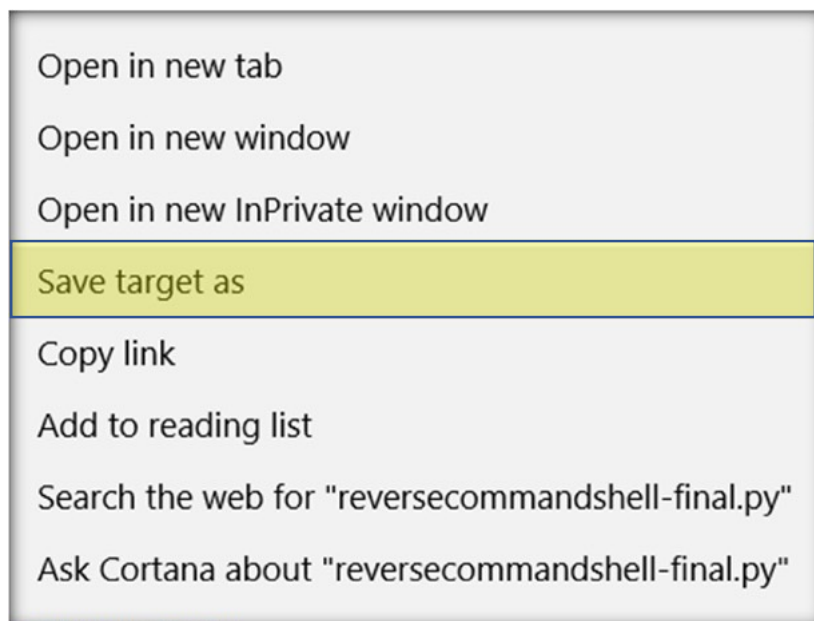 Open in new tab
Open in new window
Open in new InPrivate window
Save target as
Copy link
Add to reading list
Search the web for "reversecommandshell-final.py"
Ask Cortana about "reversecommandshell-final.py"